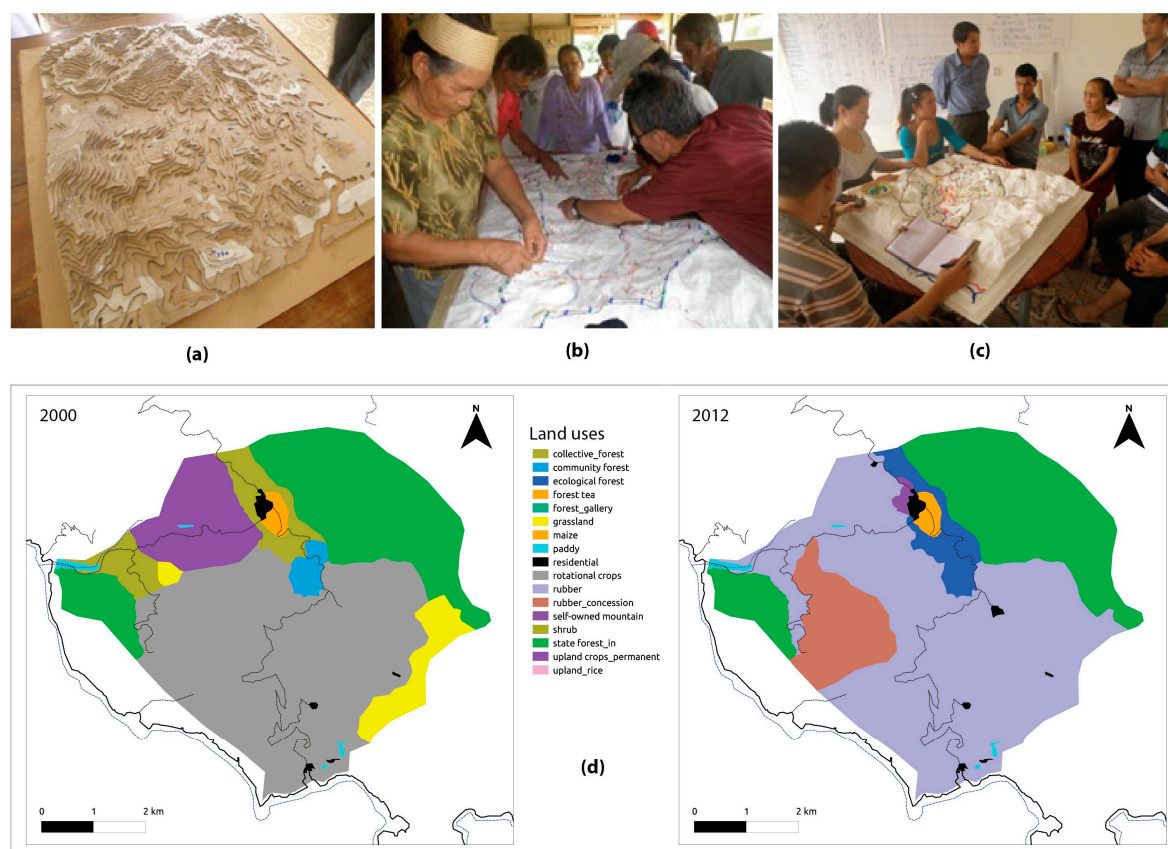 (a)
(b)
(c)
2000
N
Land uses
collective_forest
community forest
ecological forest
forest tea
forest_gallery
grassland
maize
paddy
residential
rotational crops
rubber
rubber_concession
self-owned mountain
shrub
state forest_in
upland crops_permanent
upland_rice
2012
N
(d)
0 1 2 km
0 1 2 km